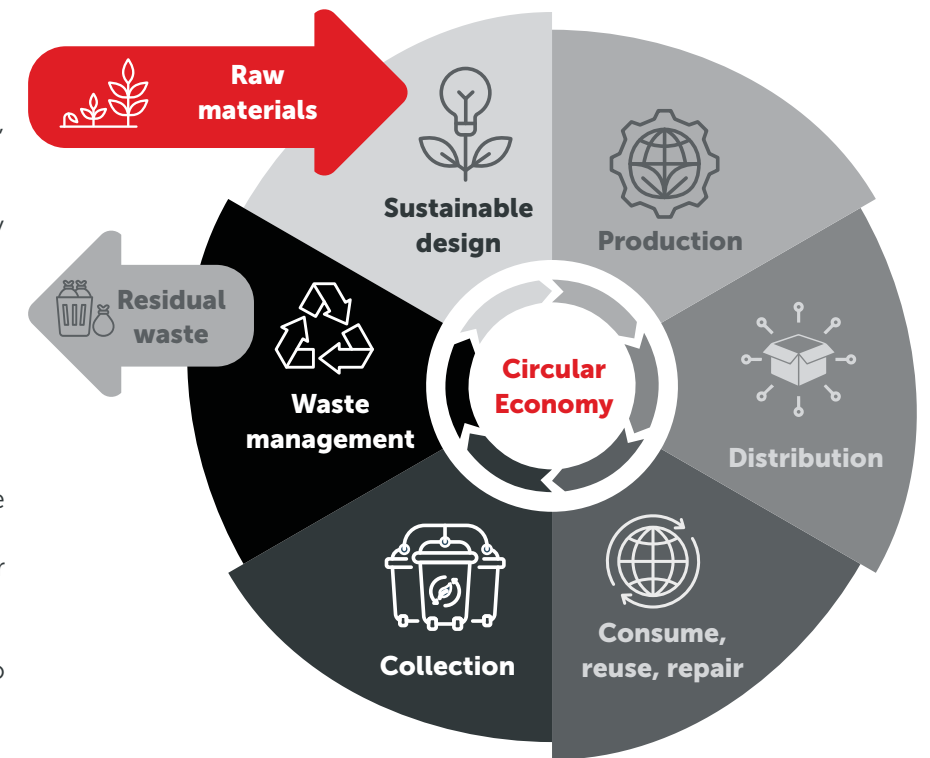 Raw
materials
Sustainable
design
Production
Residual
waste
Waste
management
Circular
Economy
Distribution
Collection
Consume,
reuse, repair